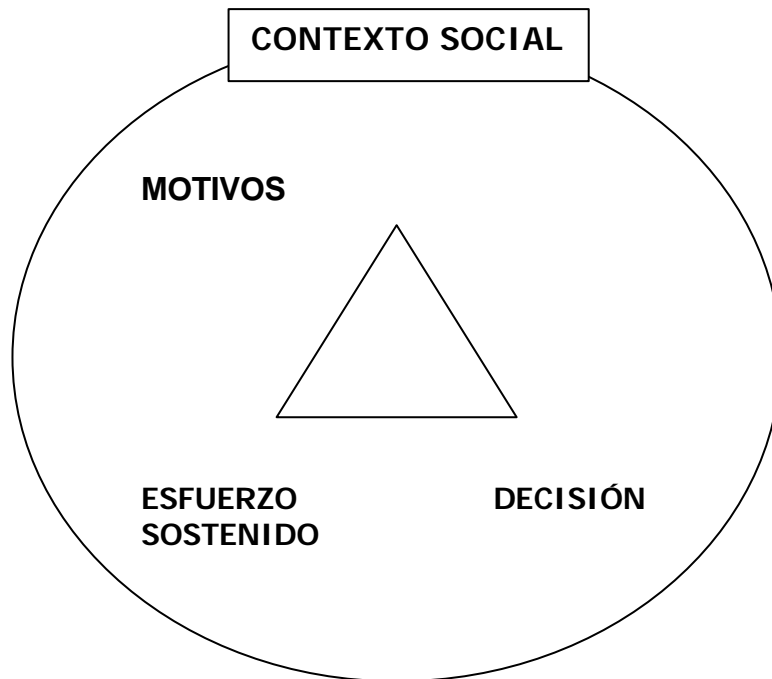 CONTEXTO SOCIAL
MOTIVOS
ESFUERZO
SOSTENIDO
DECISIÓN